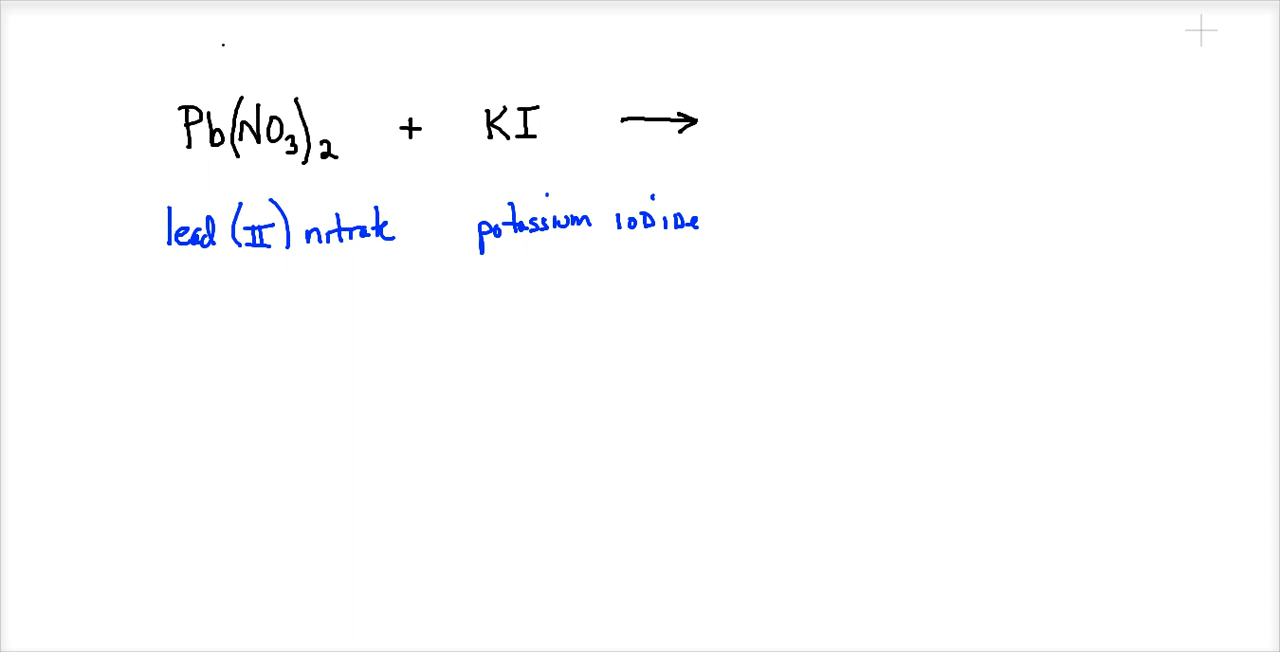 Pb(NO₃)₂ + KI →
lead (II) nitrate potassium iodide